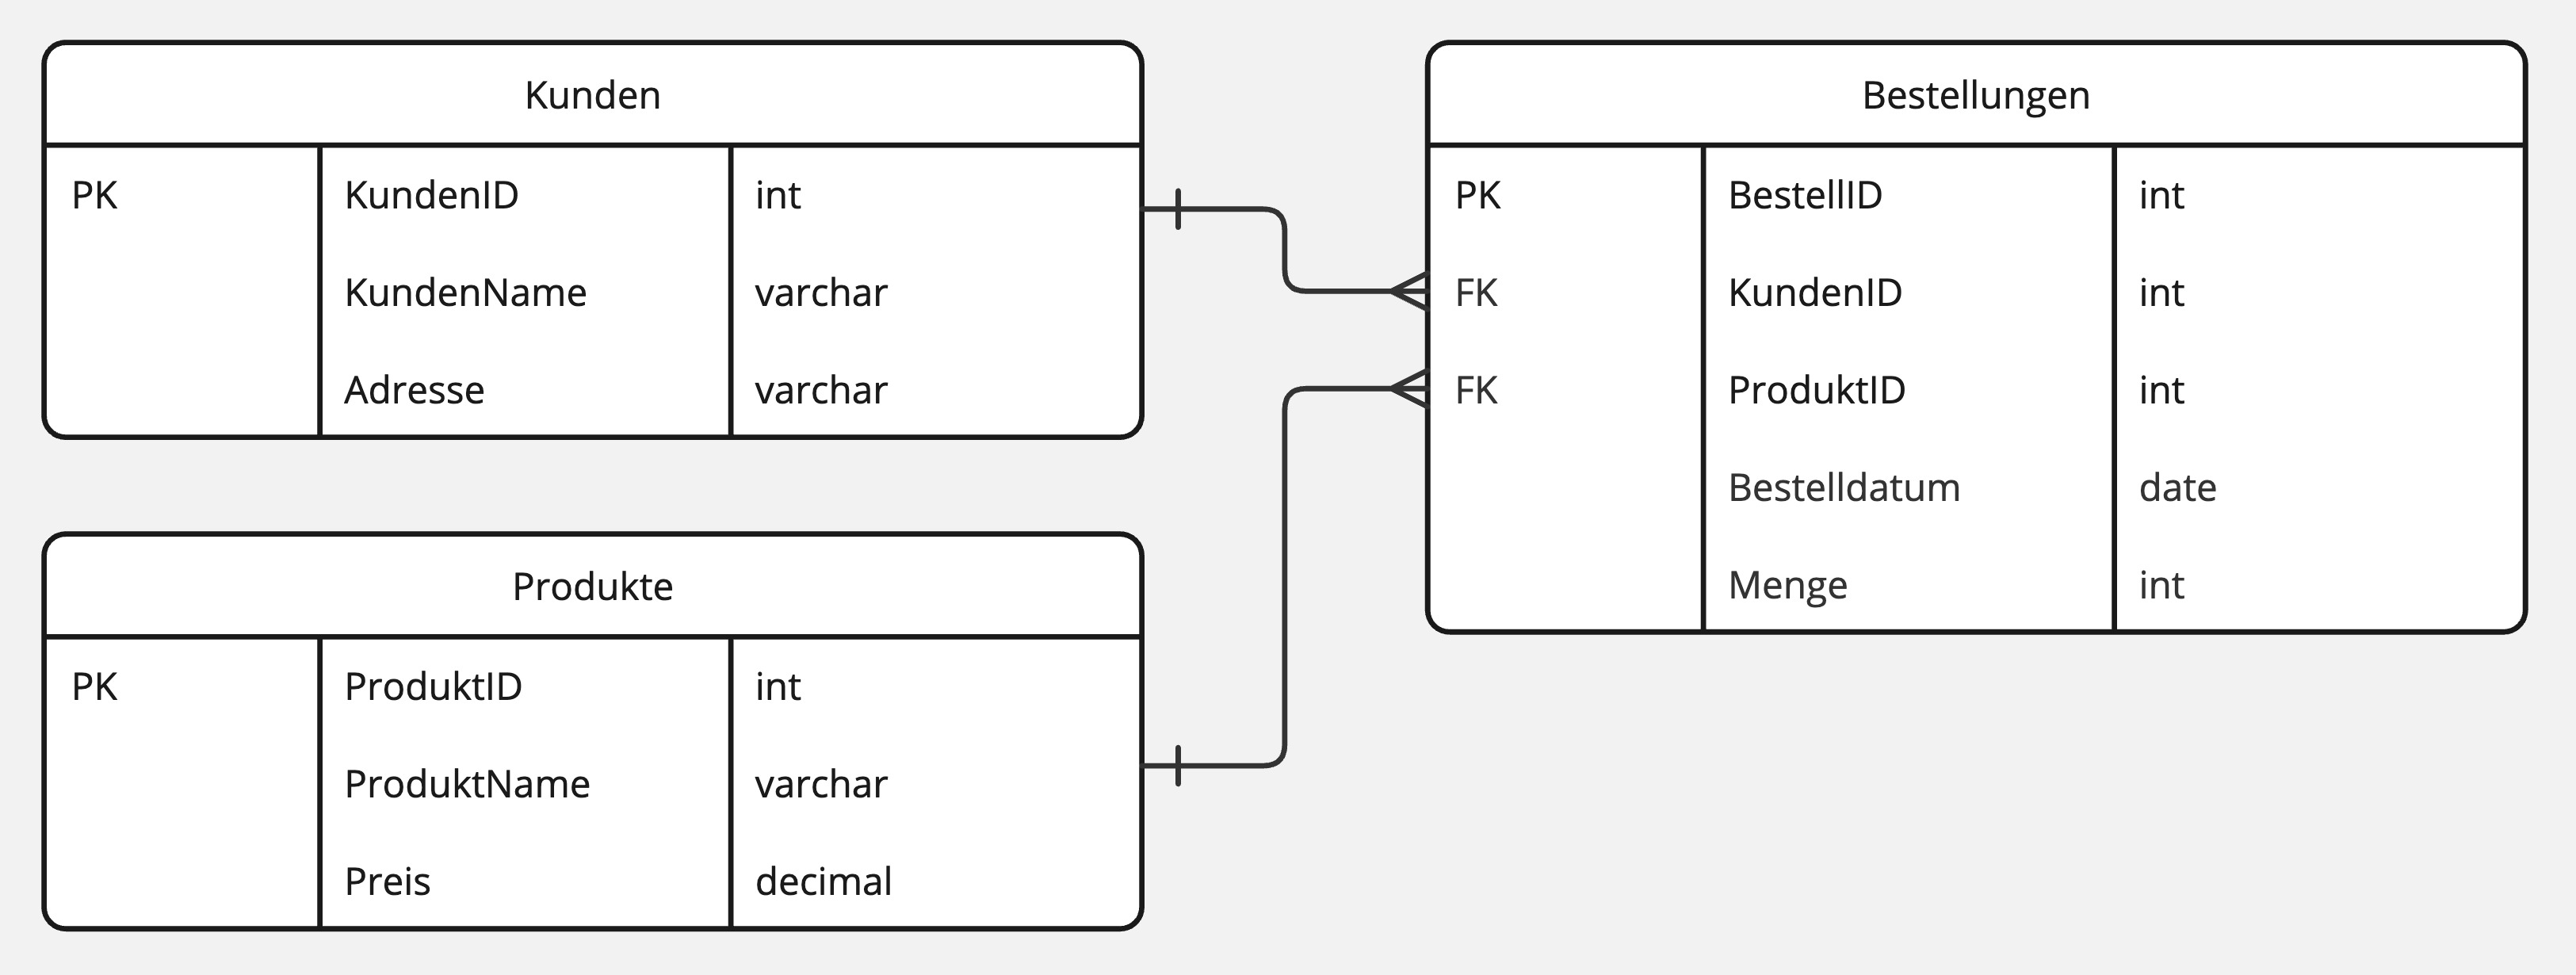 Kunden
PK KundenID int
KundenName varchar
Adresse varchar
Produkte
PK ProduktID int
ProduktName varchar
Preis decimal
Bestellungen
PK BestellID int
FK KundenID int
FK ProduktID int
Bestelldatum date
Menge int